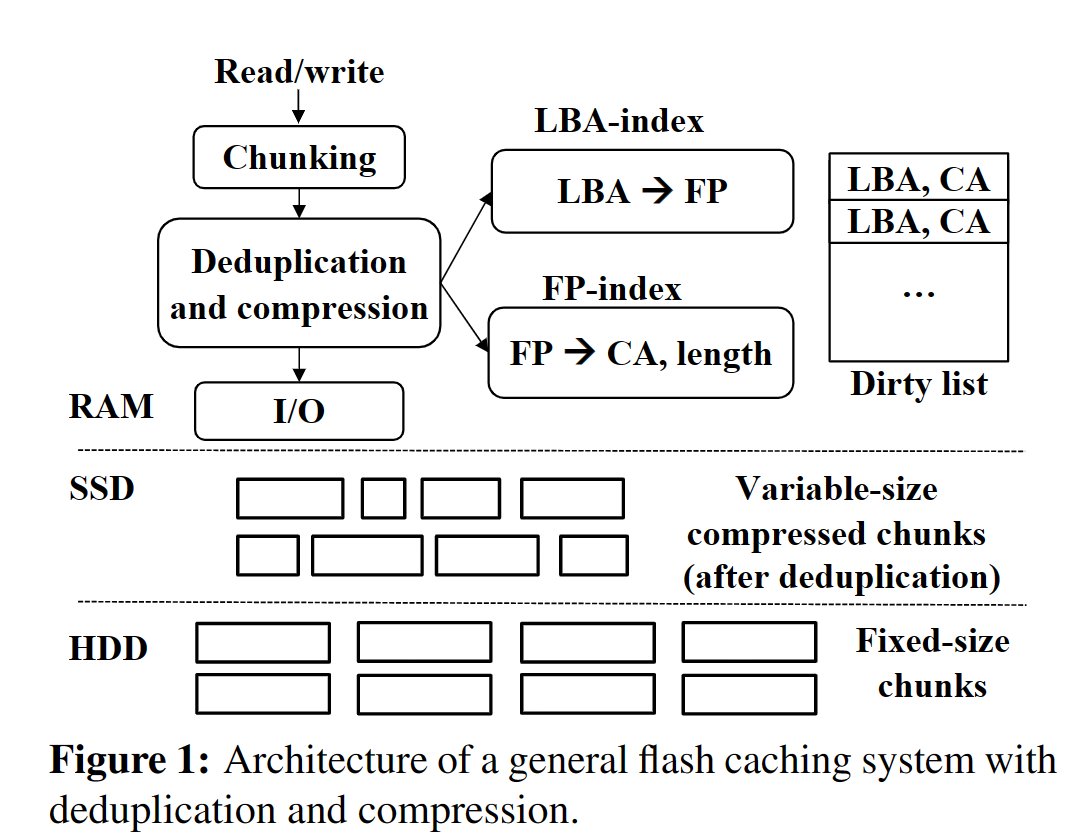 Read/write
Chunking
Deduplication
and compression
I/O
RAM
LBA-index
LBA → FP
FP-index
FP → CA, length
LBA, CA
LBA, CA
...
Dirty list
SSD
Variable-size
compressed chunks
(after deduplication)
HDD
Fixed-size
chunks
Figure 1: Architecture of a general flash caching system with
deduplication and compression.